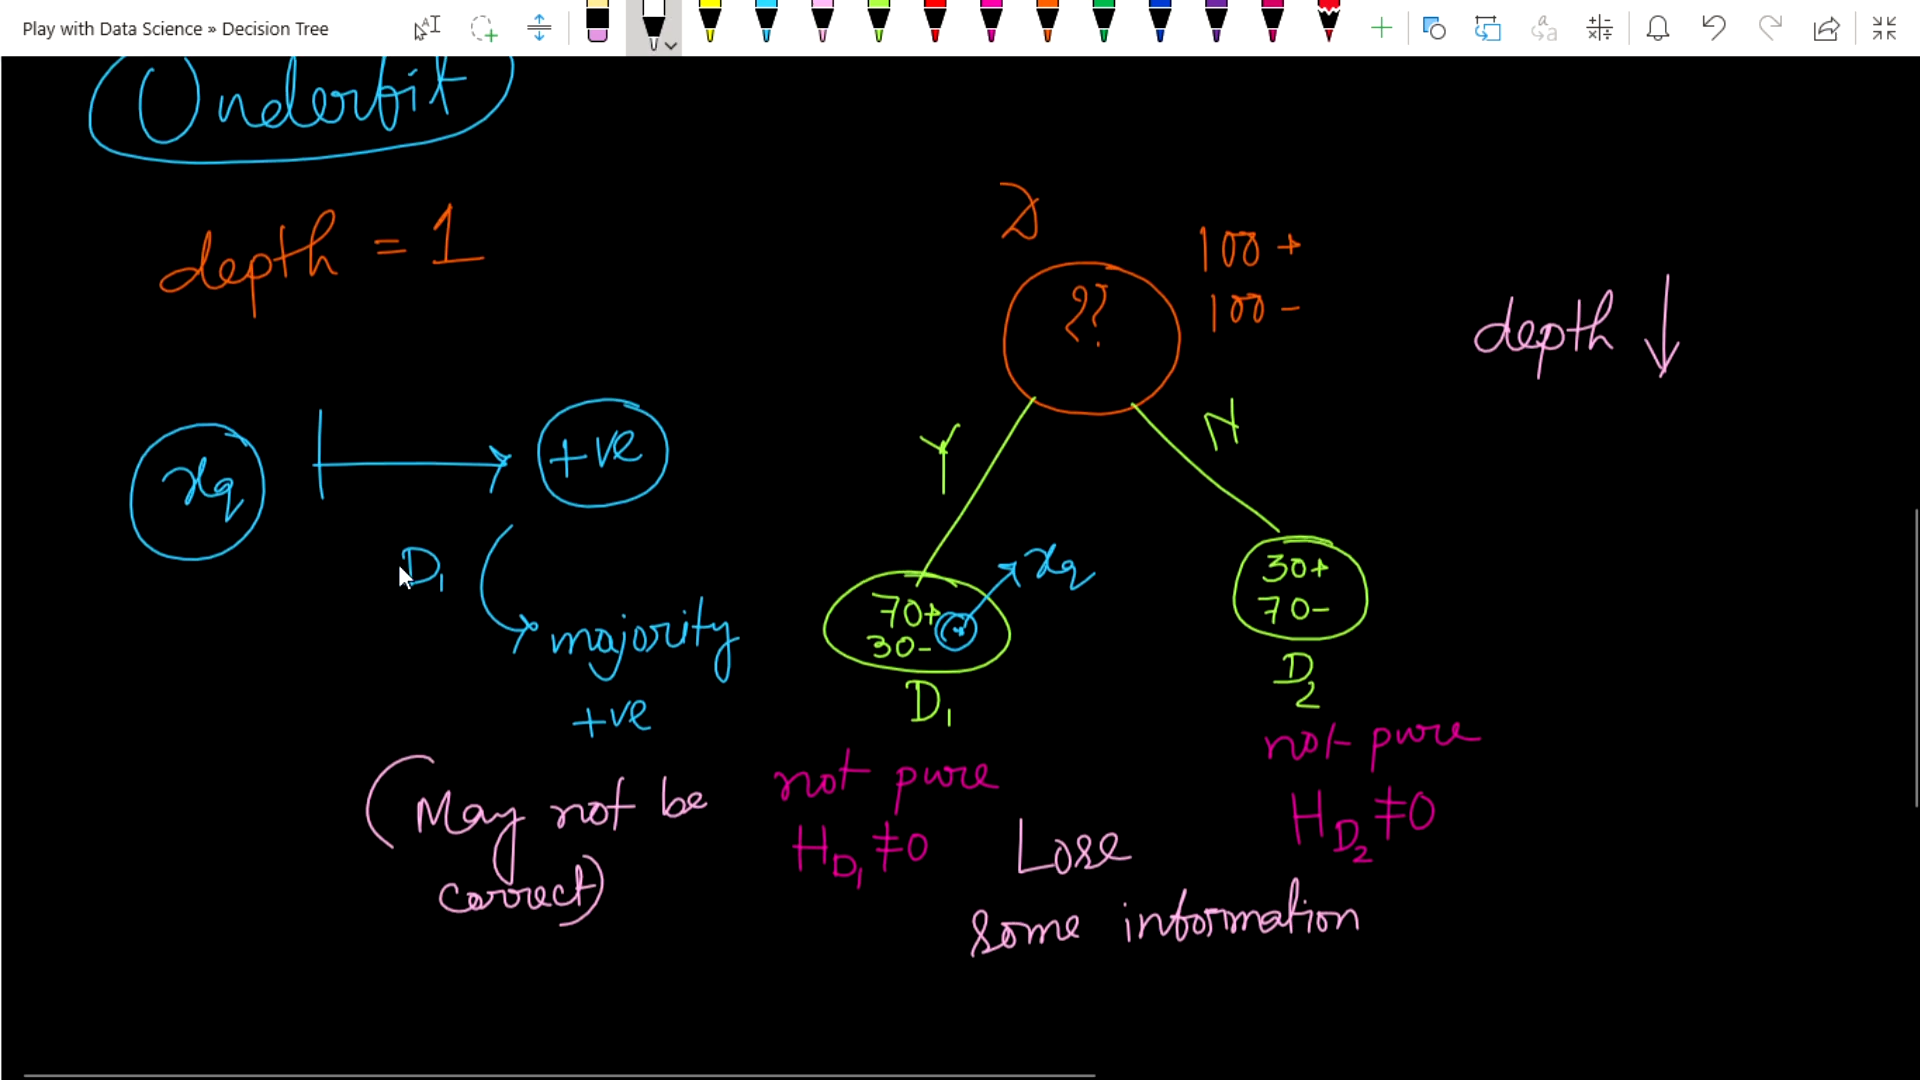 Play with Data Science » Decision Tree
Underfit
depth = 1
D
100 +
100 -
??
depth ↓
Y
N
xq
+ve
D1
majority
+ve
(May not be
correct)
70+
30-
xq
D1
not pure
HD1 ≠0
30+
70-
D2
not pure
HD2 ≠0
Lose
some information